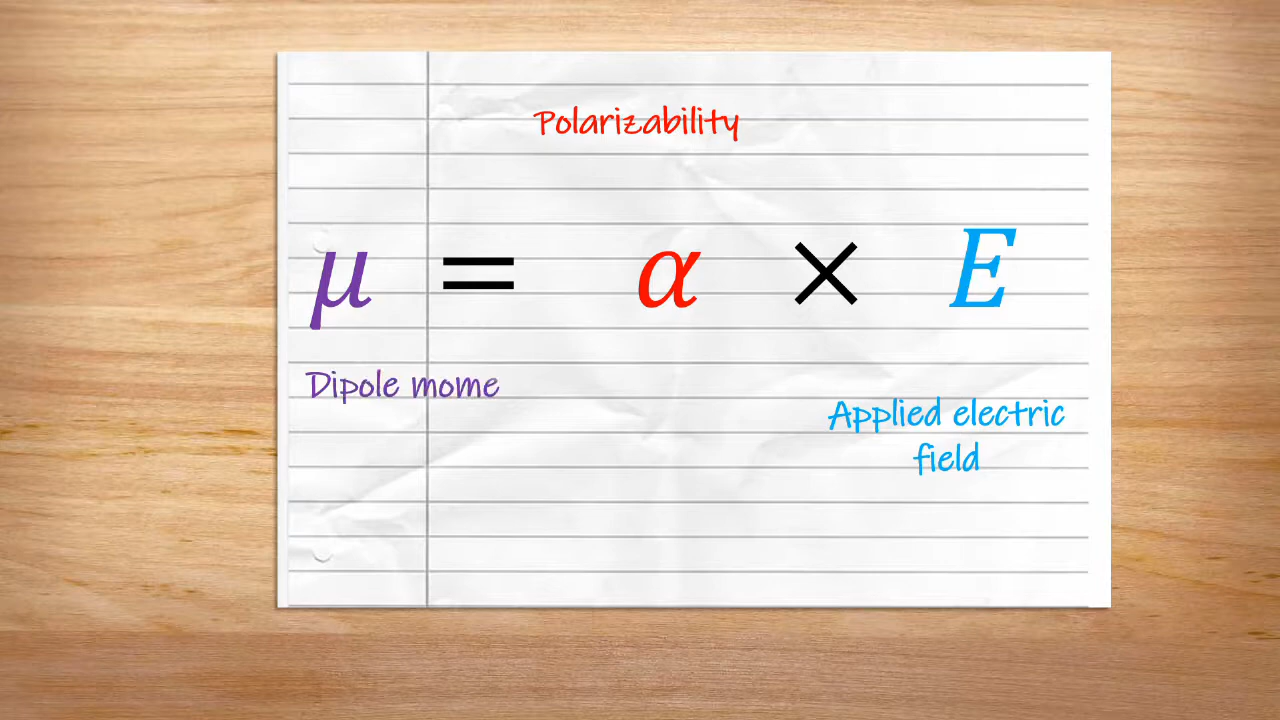 Polarizability
μ = α × E
Dipole mome
Applied electric
field